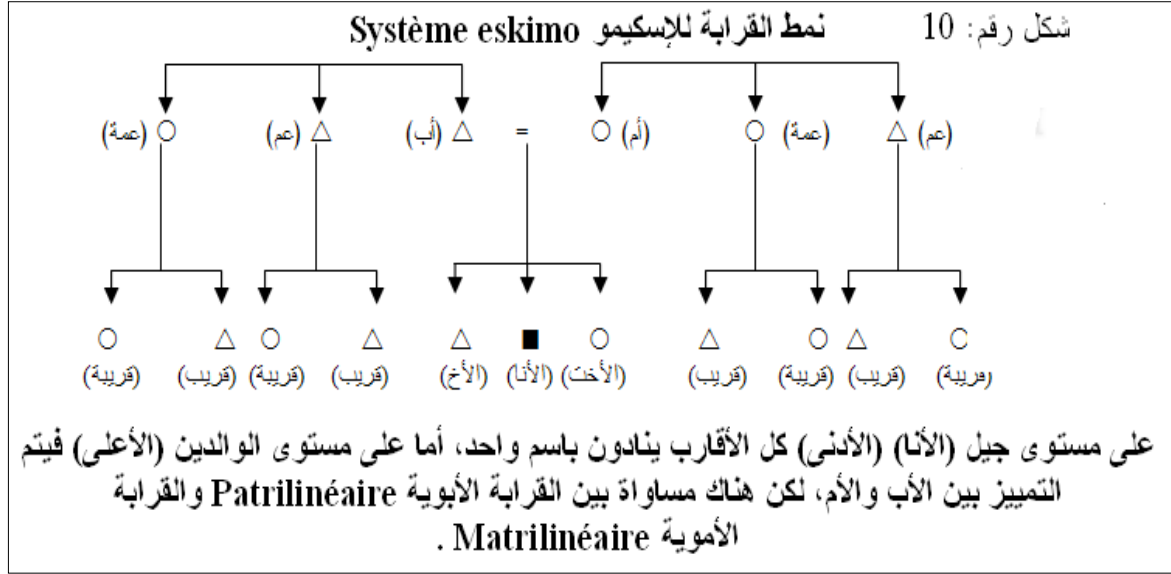 شكل رقم: 10 نمط القرابة للإسكيمو Système eskimo
(عم) (عمة) (أم) = (أب) (عم) (عمة)
(قريبة) (قريب) (قريبة) (قريب) (الأخت) (الأنا) (الأخ) (قريب) (قريبة) (قريب) (قريبة)
على مستوى جيل (الأنا) (الأدنى) كل الأقارب ينادون باسم واحد، أما على مستوى الوالدين (الأعلى) فيتم
التمييز بين الأب والأم، لكن هناك مساواة بين القرابة الأبوية Patrilinéaire والقرابة
الأموية Matrilinéaire .